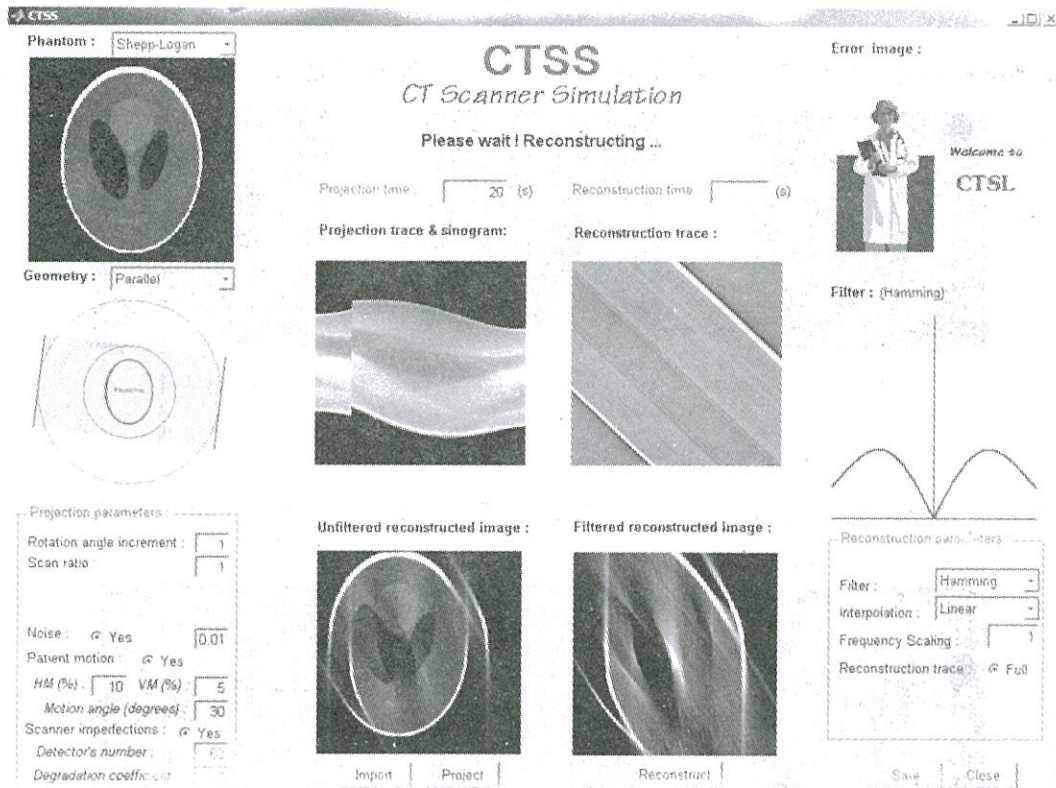 CTSS
Phantom : Shepp-Logan
CTSS
CT Scanner Simulation
Please wait ! Reconstructing ...
Projection time : 20 (s)
Reconstruction time (s)
Projection trace & sinogram:
Reconstruction trace :
Error image :
Welcome to
CTSL
Geometry : Parallel
Filter : (Hamming)
Projection parameters
Rotation angle increment : 1
Scan ratio : 1
Noise : Yes 0.01
Patient motion : Yes
HM (%) : 10 VM (%) : 5
Motion angle (degrees) : 30
Scanner imperfections : Yes
Detector's number :
Degradation coefficient
Unfiltered reconstructed image :
Filtered reconstructed image :
Import
Project
Reconstruct
Reconstruction parameters
Filter : Hamming
Interpolation : Linear
Frequency Scaling : 1
Reconstruction trace : Full
Save
Close